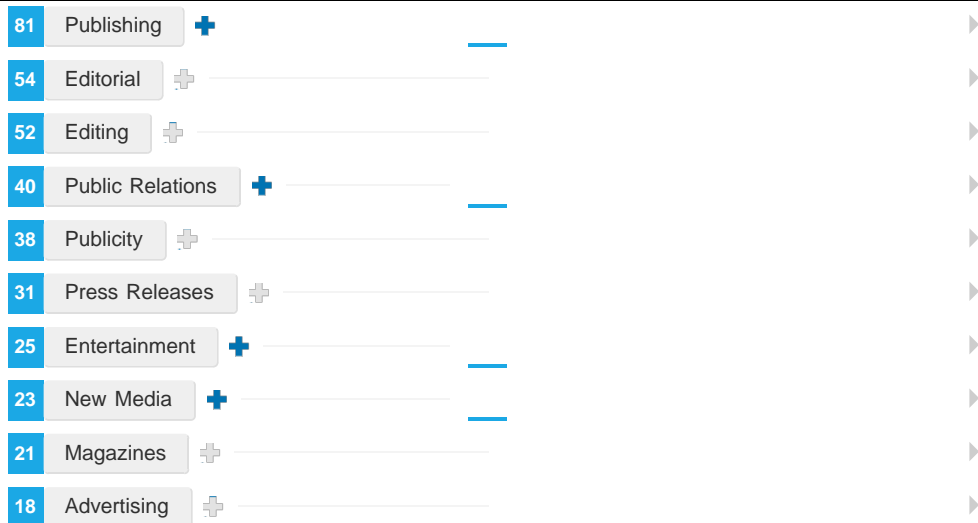 81 Publishing
54 Editorial
52 Editing
40 Public Relations
38 Publicity
31 Press Releases
25 Entertainment
23 New Media
21 Magazines
18 Advertising